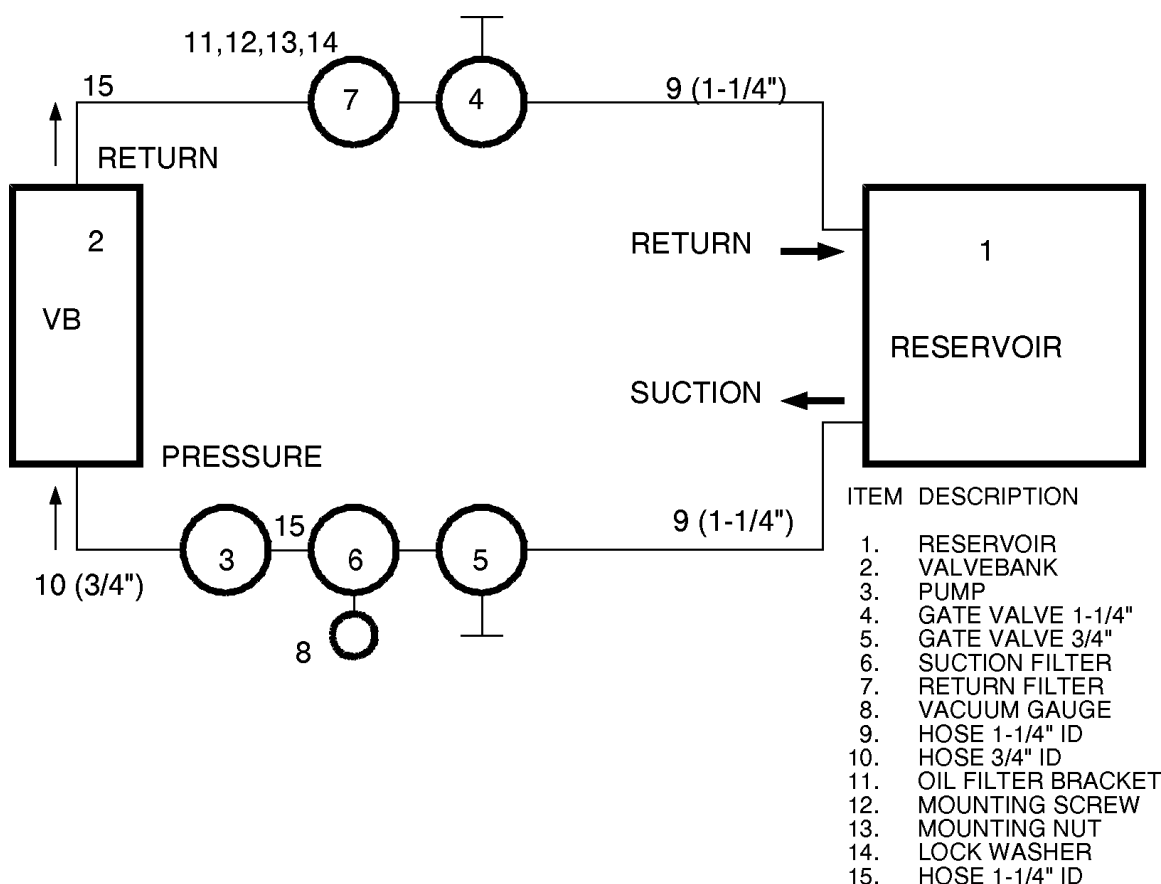 11,12,13,14
15
7
4
9 (1-1/4")
RETURN
2
VB
RETURN
1
RESERVOIR
SUCTION
PRESSURE
15
9 (1-1/4")
3
6
5
10 (3/4")
8
ITEM DESCRIPTION
1. RESERVOIR
2. VALVEBANK
3. PUMP
4. GATE VALVE 1-1/4"
5. GATE VALVE 3/4"
6. SUCTION FILTER
7. RETURN FILTER
8. VACUUM GAUGE
9. HOSE 1-1/4" ID
10. HOSE 3/4" ID
11. OIL FILTER BRACKET
12. MOUNTING SCREW
13. MOUNTING NUT
14. LOCK WASHER
15. HOSE 1-1/4" ID